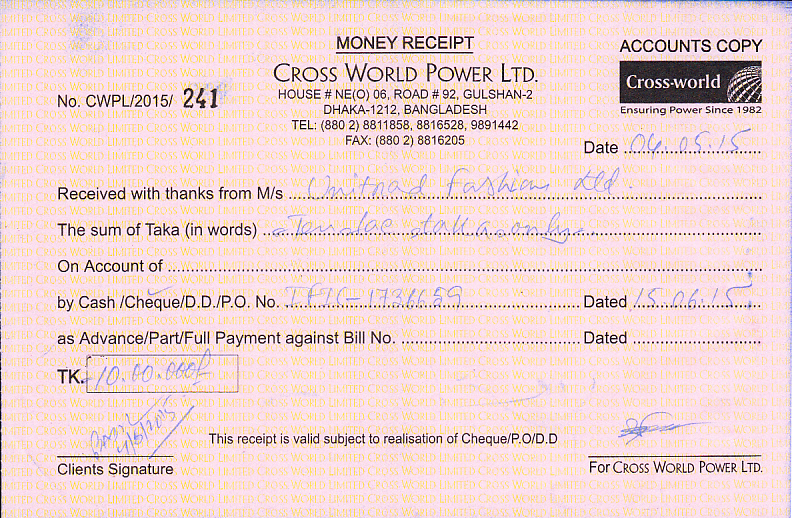 MONEY RECEIPT
ACCOUNTS COPY
CROSS WORLD POWER LTD.
Cross-world
Ensuring Power Since 1982
No. CWPL/2015/ 241
HOUSE # NE(O) 06, ROAD # 92, GULSHAN-2
DHAKA-1212, BANGLADESH
TEL: (880 2) 8811858, 8816528, 9891442
FAX: (880 2) 8816205
Date 04.05.15
Received with thanks from M/s Unitrad Fashions Ltd.
The sum of Taka (in words) Ten lac taka only
On Account of
by Cash /Cheque/D.D./P.O. No. IFIC-1736659 Dated 15.06.15
as Advance/Part/Full Payment against Bill No. Dated
TK. 10.00.000/-
This receipt is valid subject to realisation of Cheque/P.O/D.D
Clients Signature
For CROSS WORLD POWER LTD.